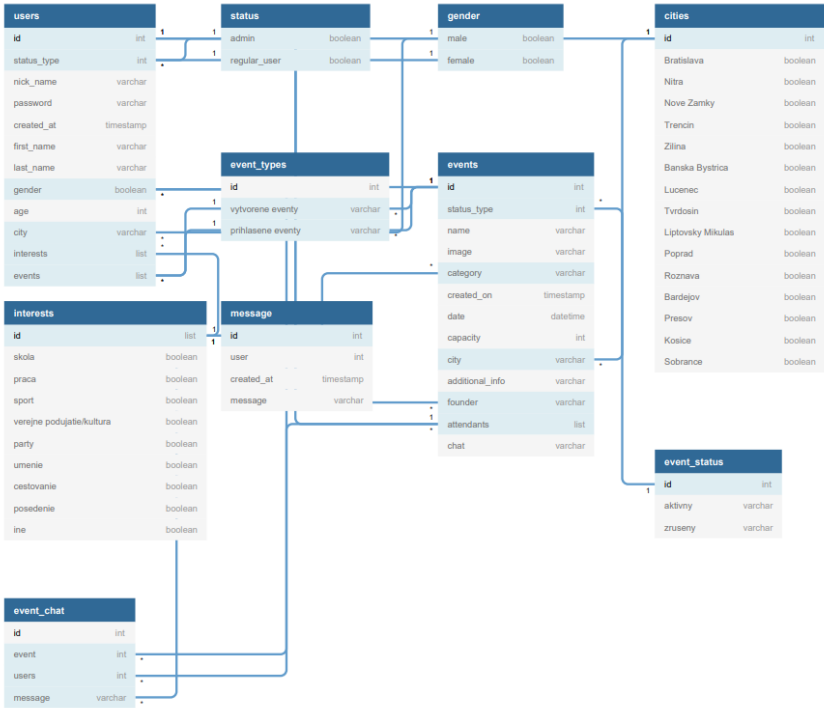 users
id int
status_type int
nick_name varchar
password varchar
created_at timestamp
first_name varchar
last_name varchar
gender boolean
age int
city varchar
interests list
events list
status
admin boolean
regular_user boolean
gender
male boolean
female boolean
cities
id int
Bratislava boolean
Nitra boolean
Nove Zamky boolean
Trencin boolean
Zilina boolean
Banska Bystrica boolean
Lucenec boolean
Tvrdosin boolean
Liptovsky Mikulas boolean
Poprad boolean
Roznava boolean
Bardejov boolean
Presov boolean
Kosice boolean
Sobrance boolean
event_types
id int
vytvorene eventy varchar
prihlasene eventy varchar
events
id int
status_type int
name varchar
image varchar
category varchar
created_on timestamp
date datetime
capacity int
city varchar
additional_info varchar
founder varchar
attendants list
chat varchar
interests
id list
skola boolean
praca boolean
sport boolean
verejne podujatie/kultura boolean
party boolean
umenie boolean
cestovanie boolean
posedenie boolean
ine boolean
message
id int
user int
created_at timestamp
message varchar
event_status
id int
aktivny varchar
zruseny varchar
event_chat
id int
event int
users int
message varchar